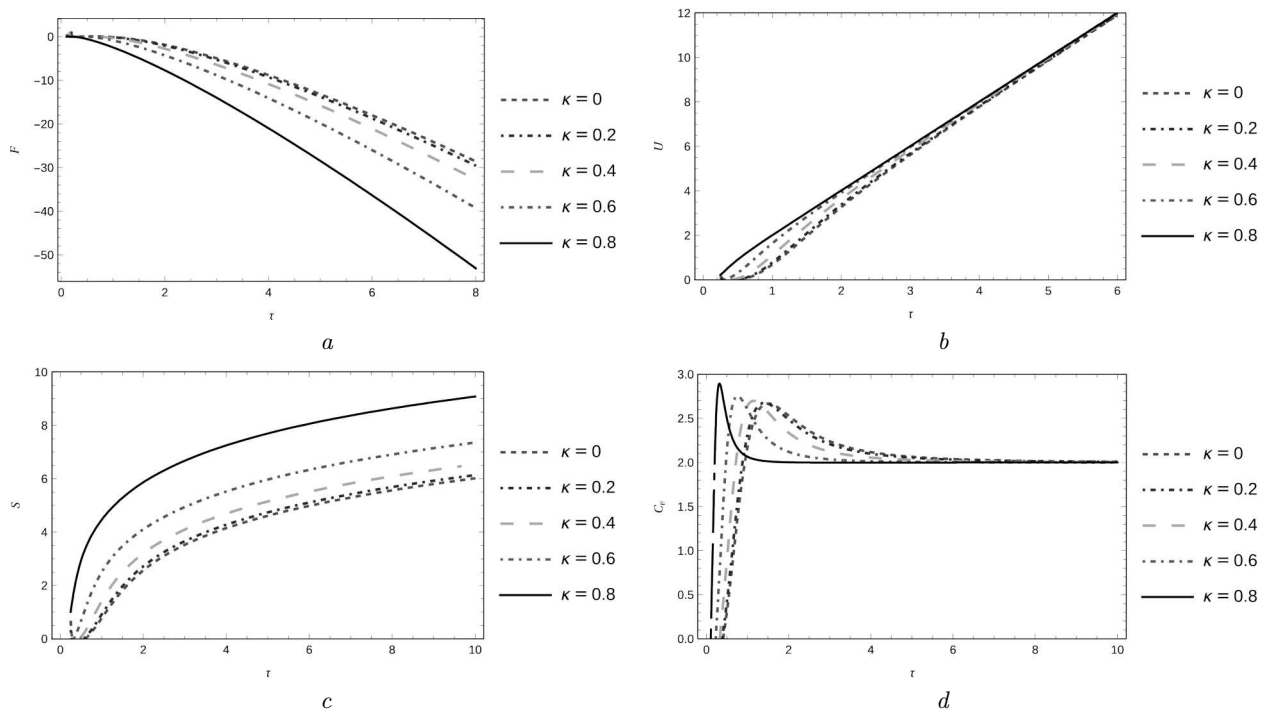 0
−10
−20
−30
−40
−50
F
0 2 4 6 8
τ
κ = 0
κ = 0.2
κ = 0.4
κ = 0.6
κ = 0.8
a
12
10
8
6
4
2
0
U
0 1 2 3 4 5 6
τ
κ = 0
κ = 0.2
κ = 0.4
κ = 0.6
κ = 0.8
b
10
8
6
4
2
0
S
0 2 4 6 8 10
τ
κ = 0
κ = 0.2
κ = 0.4
κ = 0.6
κ = 0.8
c
3.0
2.5
2.0
1.5
1.0
0.5
0.0
Cv
0 2 4 6 8 10
τ
κ = 0
κ = 0.2
κ = 0.4
κ = 0.6
κ = 0.8
d